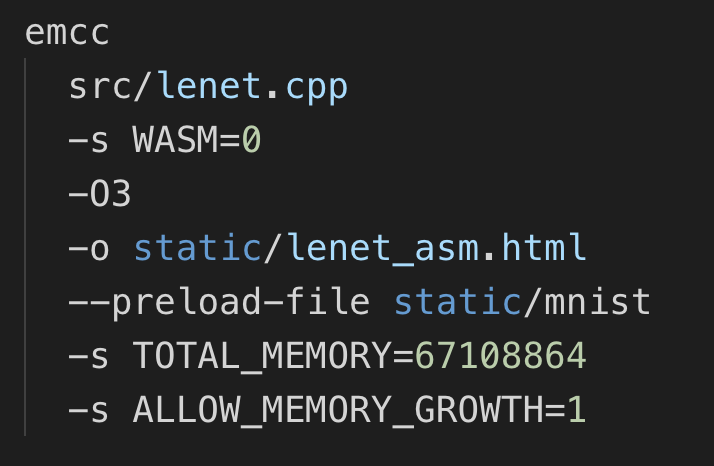 emcc
src/lenet.cpp
-s WASM=0
-O3
-o static/lenet_asm.html
--preload-file static/mnist
-s TOTAL_MEMORY=67108864
-s ALLOW_MEMORY_GROWTH=1